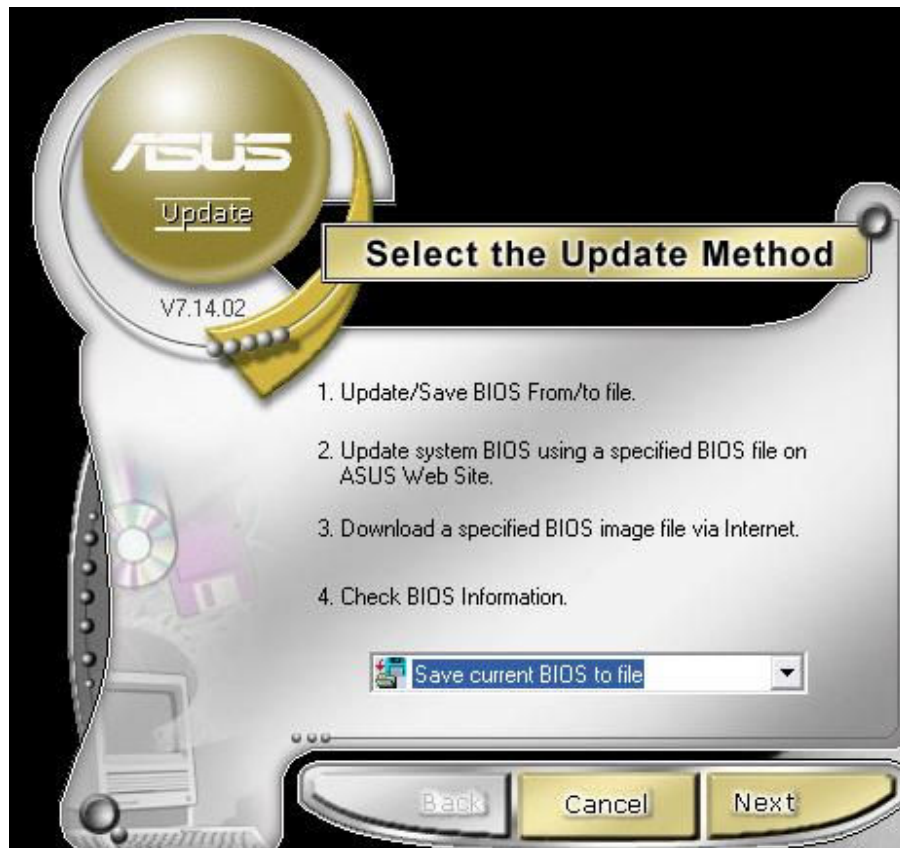 ASUS
Update
V7.14.02
Select the Update Method
1. Update/Save BIOS From/to file.
2. Update system BIOS using a specified BIOS file on
ASUS Web Site.
3. Download a specified BIOS image file via Internet.
4. Check BIOS Information.
Save current BIOS to file
Back
Cancel
Next